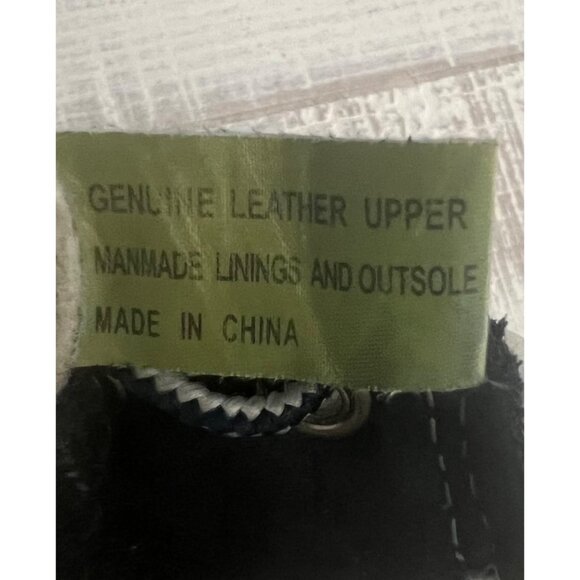 GENUINE LEATHER UPPER
MANMADE LININGS AND OUTSOLE
MADE IN CHINA